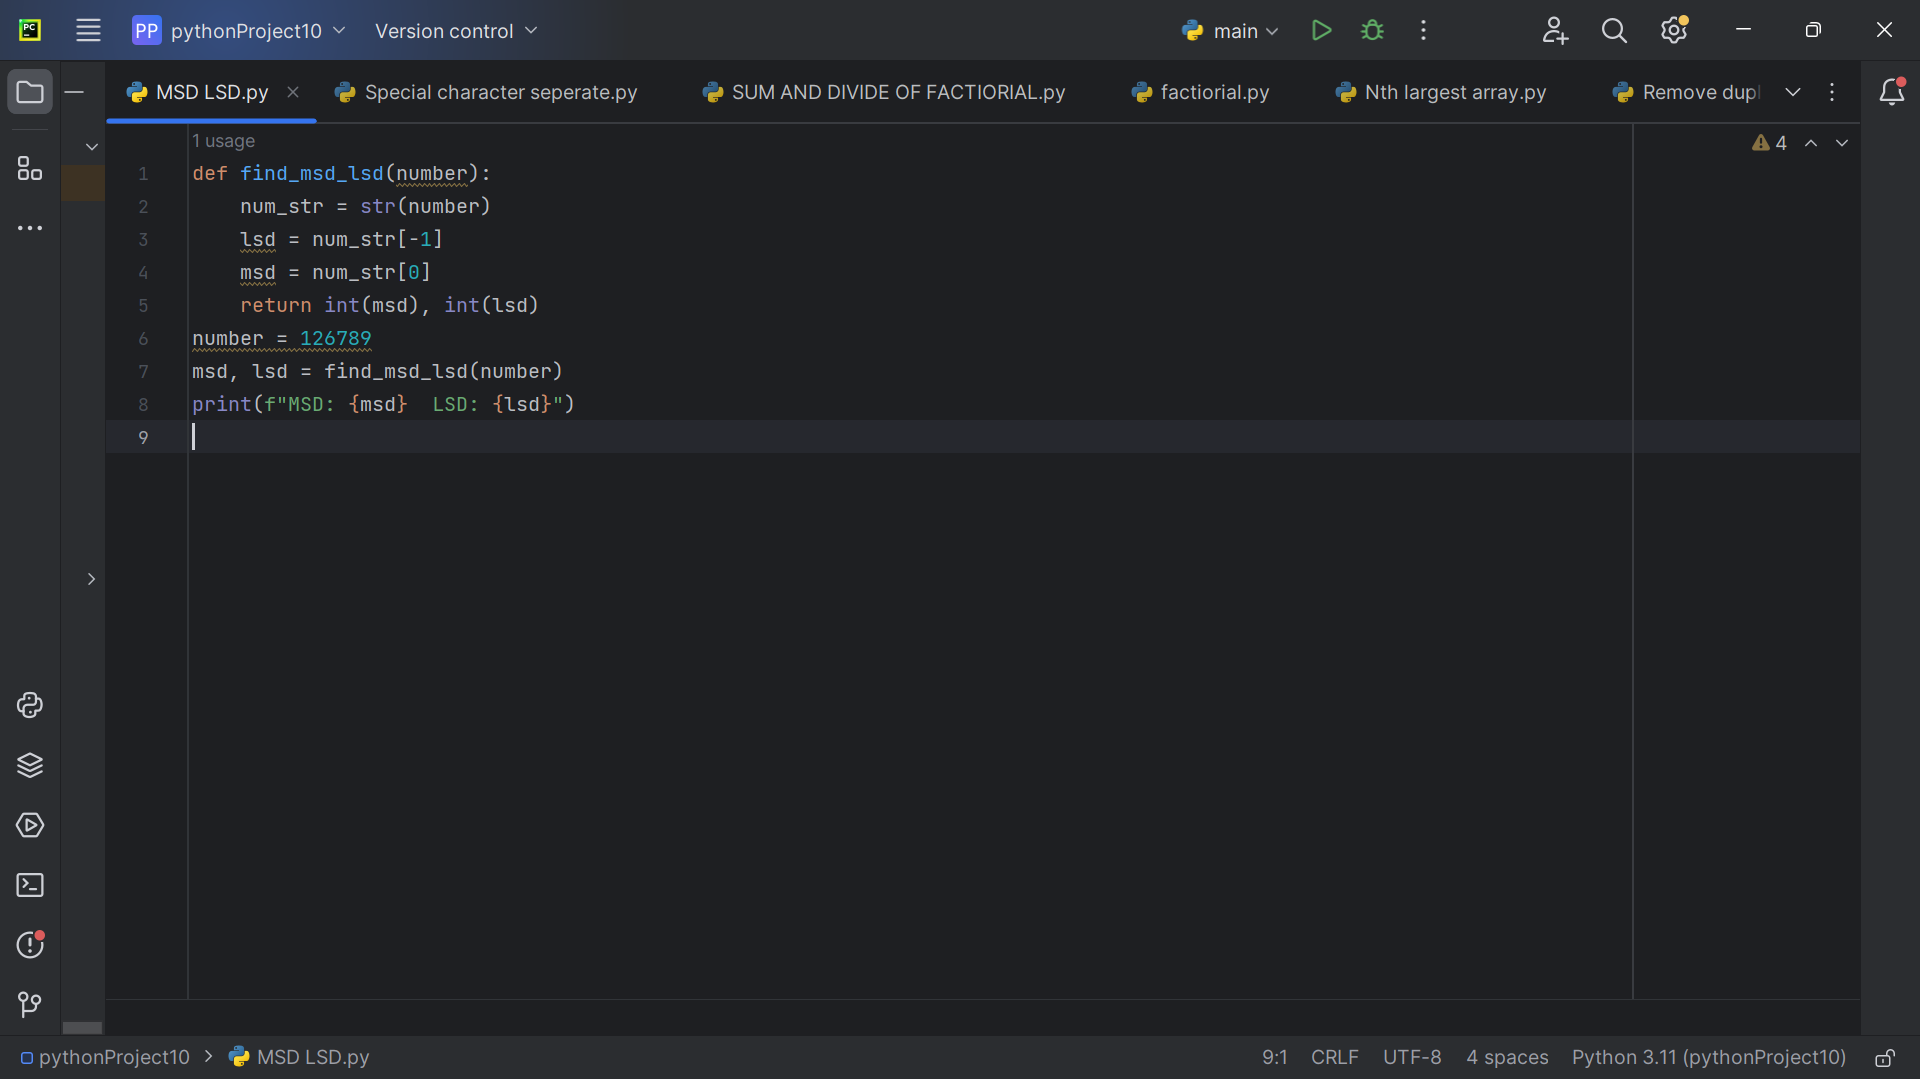 PC
PP pythonProject10 Version control main
MSD LSD.py Special character seperate.py SUM AND DIVIDE OF FACTIORIAL.py factiorial.py Nth largest array.py Remove dupl
1 usage
4
1 def find_msd_lsd(number):
2     num_str = str(number)
3     lsd = num_str[-1]
4     msd = num_str[0]
5     return int(msd), int(lsd)
6 number = 126789
7 msd, lsd = find_msd_lsd(number)
8 print(f"MSD: {msd}  LSD: {lsd}")
9
pythonProject10 MSD LSD.py 9:1 CRLF UTF-8 4 spaces Python 3.11 (pythonProject10)